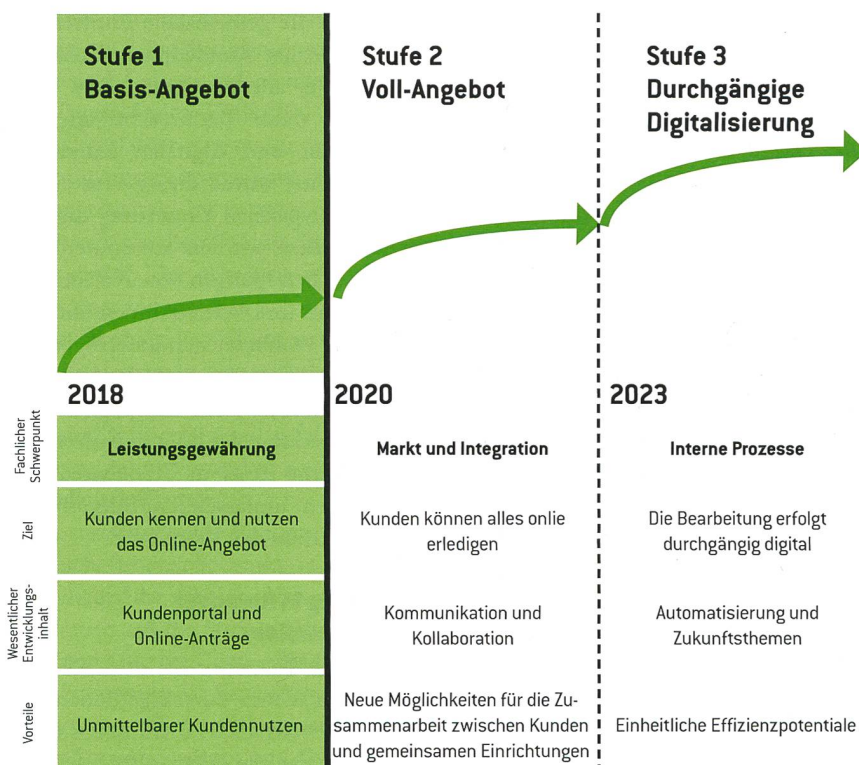 Stufe 1
Basis-Angebot
Stufe 2
Voll-Angebot
Stufe 3
Durchgängige
Digitalisierung
2018
2020
2023
Fachlicher
Schwerpunkt
Leistungsgewährung
Markt und Integration
Interne Prozesse
Ziel
Kunden kennen und nutzen
das Online-Angebot
Kunden können alles onlie
erledigen
Die Bearbeitung erfolgt
durchgängig digital
Wesentlicher
Entwicklungs-
inhalt
Kundenportal und
Online-Anträge
Kommunikation und
Kollaboration
Automatisierung und
Zukunftsthemen
Vorteile
Unmittelbarer Kundennutzen
Neue Möglichkeiten für die Zu-
sammenarbeit zwischen Kunden
und gemeinsamen Einrichtungen
Einheitliche Effizienzpotentiale